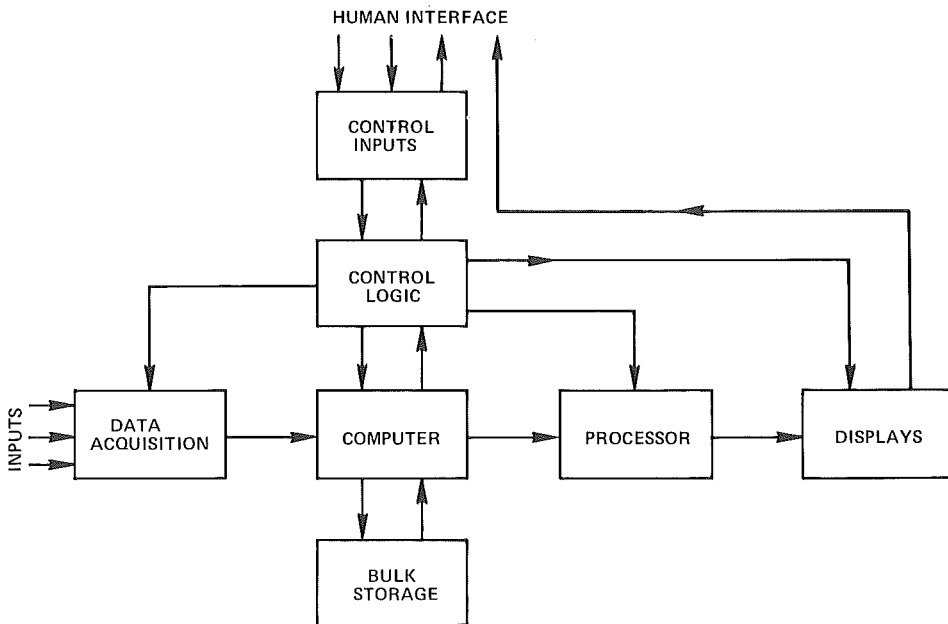 HUMAN INTERFACE
CONTROL
INPUTS
CONTROL
LOGIC
INPUTS
DATA
ACQUISITION
COMPUTER
PROCESSOR
DISPLAYS
BULK
STORAGE